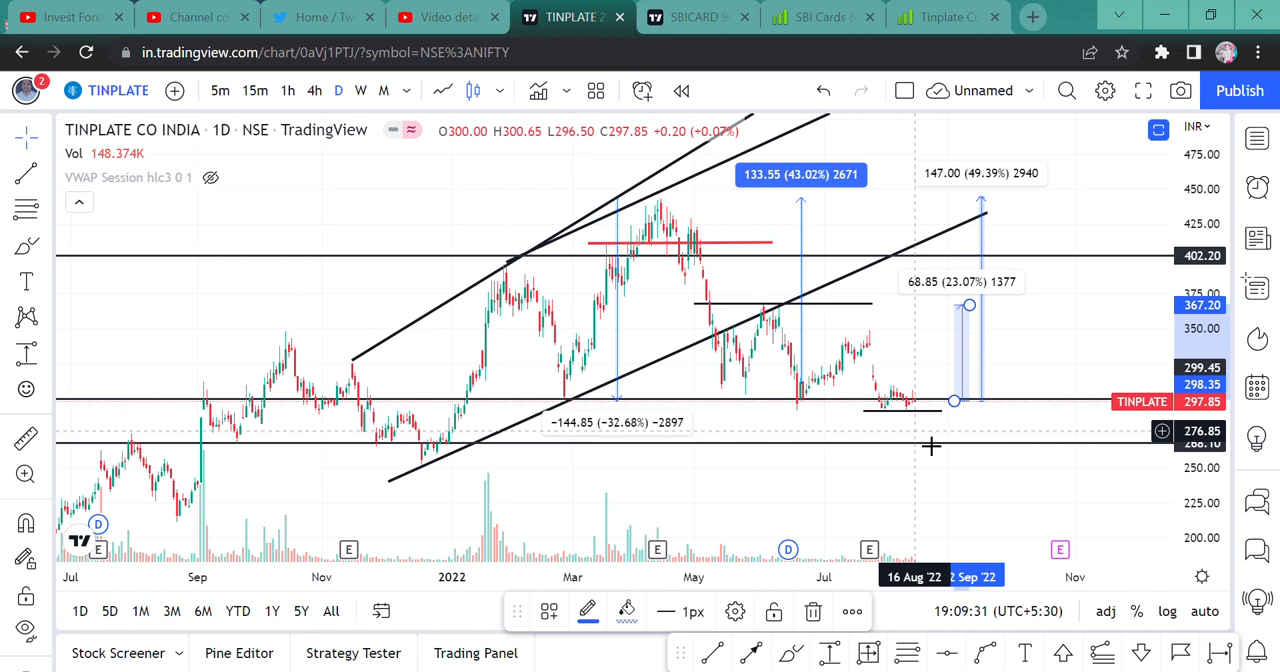 Invest Fore
Channel co
Home / Tw
Video deta
TINPLATE 2
SBICARD 9
SBI Cards &
Tinplate Co
in.tradingview.com/chart/0aVj1PTJ/?symbol=NSE%3ANIFTY
2
TINPLATE
5m 15m 1h 4h D W M
Unnamed
Publish
TINPLATE CO INDIA · 1D · NSE · TradingView
O300.00 H300.65 L296.50 C297.85 +0.20 (+0.07%)
INR
Vol 148.374K
VWAP Session hlc3 0 1
133.55 (43.02%) 2671
147.00 (49.39%) 2940
68.85 (23.07%) 1377
−144.85 (−32.68%) −2897
475.00
450.00
425.00
402.20
375.00
367.20
350.00
299.45
298.35
TINPLATE 297.85
276.85
268.10
250.00
225.00
200.00
D
E E E D E E
Jul Sep Nov 2022 Mar May Jul 16 Aug '22 2 Sep '22 Nov
1D 5D 1M 3M 6M YTD 1Y 5Y All
1px
19:09:31 (UTC+5:30)
adj % log auto
Stock Screener Pine Editor Strategy Tester Trading Panel